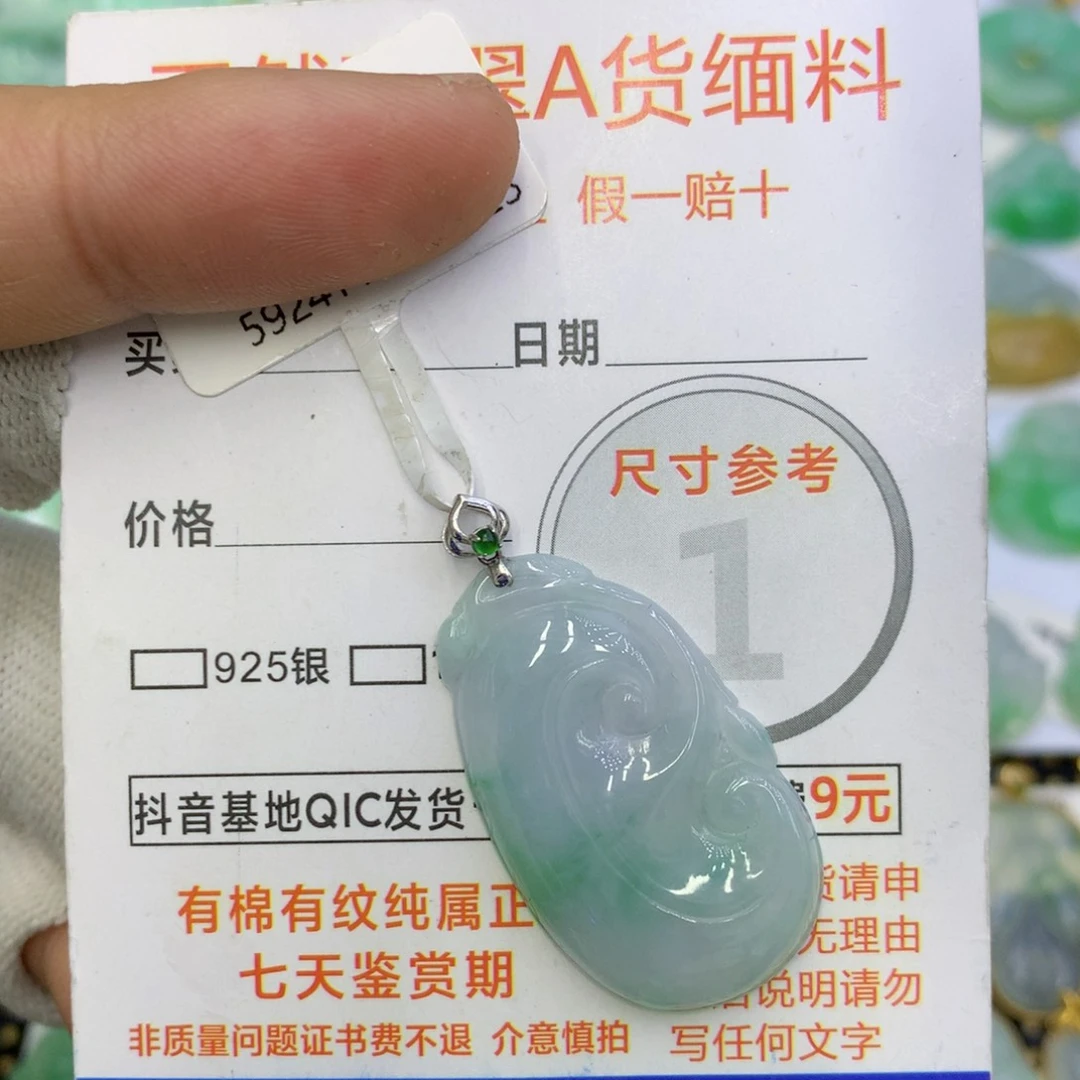 翠A货缅料
假一赔十
59241
买
日期
尺寸参考
1
价格
925银
抖音基地QIC发货
9元
有棉有纹纯属正
七天鉴赏期
货请申
无理由
说明请勿
非质量问题证书费不退 介意慎拍
写任何文字